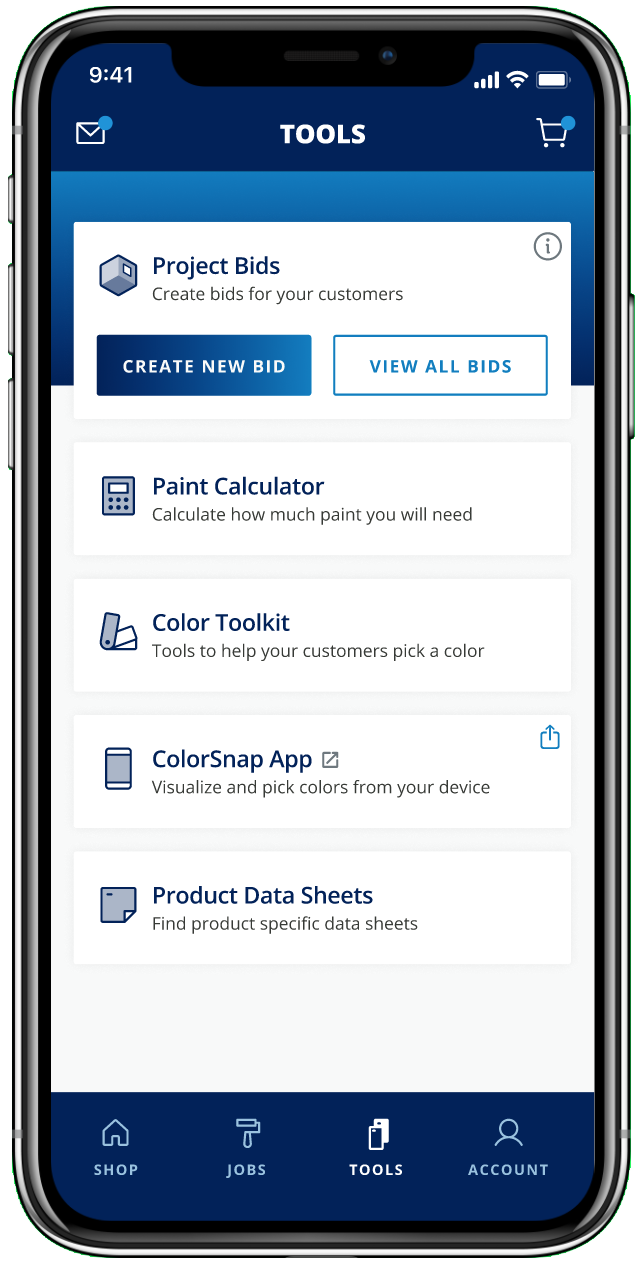 9:41
TOOLS
Project Bids
Create bids for your customers
CREATE NEW BID
VIEW ALL BIDS
Paint Calculator
Calculate how much paint you will need
Color Toolkit
Tools to help your customers pick a color
ColorSnap App
Visualize and pick colors from your device
Product Data Sheets
Find product specific data sheets
SHOP
JOBS
TOOLS
ACCOUNT